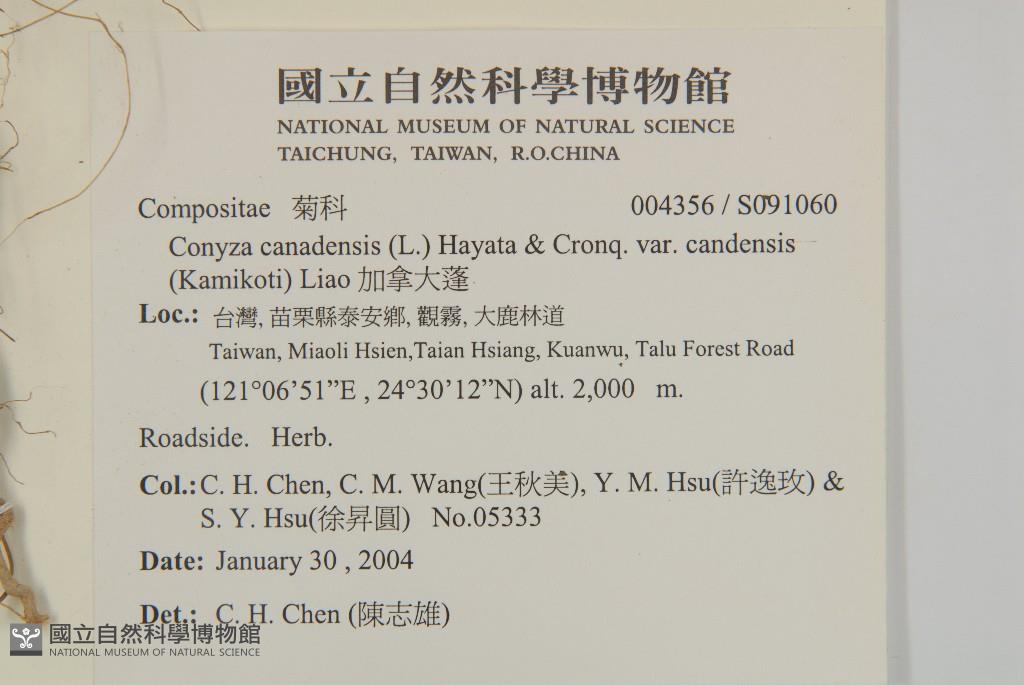 國立自然科學博物館
NATIONAL MUSEUM OF NATURAL SCIENCE
TAICHUNG, TAIWAN, R.O.CHINA
Compositae 菊科 004356 / S091060
Conyza canadensis (L.) Hayata & Cronq. var. candensis
(Kamikoti) Liao 加拿大蓬
Loc.: 台灣, 苗栗縣泰安鄉, 觀霧, 大鹿林道
Taiwan, Miaoli Hsien,Taian Hsiang, Kuanwu, Talu Forest Road
(121°06’51”E , 24°30’12”N) alt. 2,000 m.
Roadside. Herb.
Col.: C. H. Chen, C. M. Wang(王秋美), Y. M. Hsu(許逸玫) &
S. Y. Hsu(徐昇圓) No.05333
Date: January 30 , 2004
Det.: C. H. Chen (陳志雄)
國立自然科學博物館
NATIONAL MUSEUM OF NATURAL SCIENCE